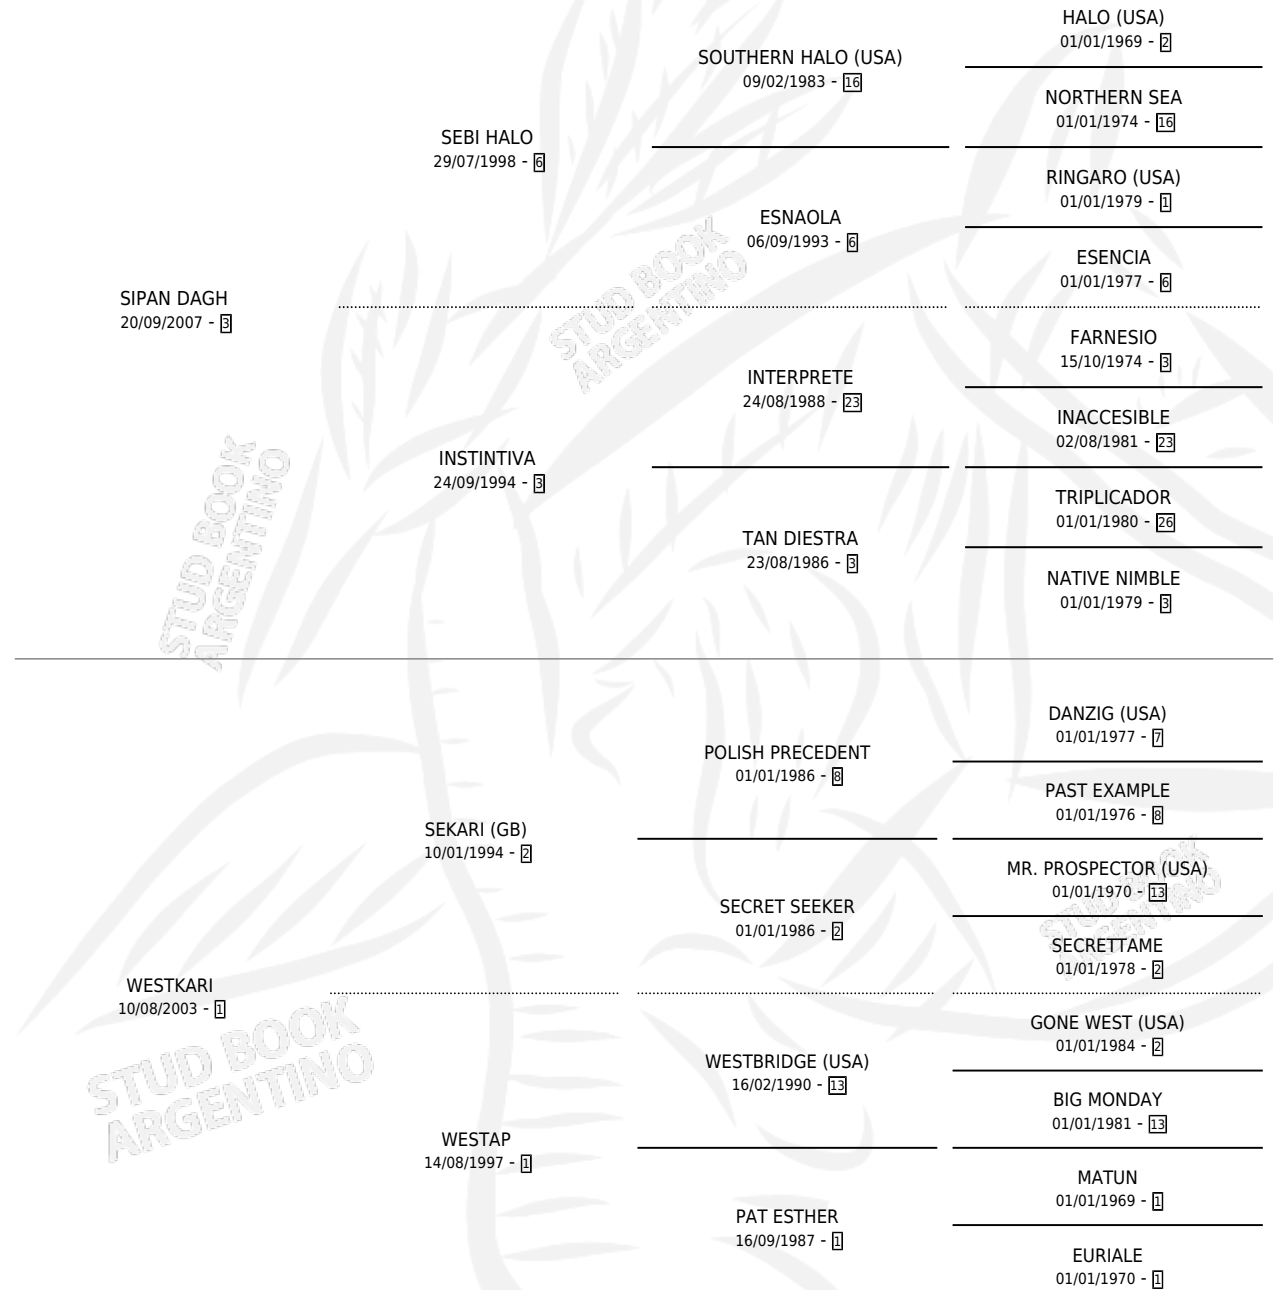 HALO (USA)
01/01/1969 - 2
SOUTHERN HALO (USA)
09/02/1983 - 16
NORTHERN SEA
01/01/1974 - 16
SEBI HALO
29/07/1998 - 6
RINGARO (USA)
01/01/1979 - 1
ESNAOLA
06/09/1993 - 6
ESENCIA
01/01/1977 - 6
SIPAN DAGH
20/09/2007 - 3
STUD BOOK
ARGENTINO
FARNESIO
15/10/1974 - 3
INTERPRETE
24/08/1988 - 23
INACCESIBLE
02/08/1981 - 23
INSTINTIVA
24/09/1994 - 3
TRIPLICADOR
01/01/1980 - 26
TAN DIESTRA
23/08/1986 - 3
NATIVE NIMBLE
01/01/1979 - 3
STUD BOOK
ARGENTINO
DANZIG (USA)
01/01/1977 - 7
POLISH PRECEDENT
01/01/1986 - 8
PAST EXAMPLE
01/01/1976 - 8
SEKARI (GB)
10/01/1994 - 2
MR. PROSPECTOR (USA)
01/01/1970 - 13
SECRET SEEKER
01/01/1986 - 2
STUD BOOK
ARGENTINO
SECRETTAME
01/01/1978 - 2
WESTKARI
10/08/2003 - 1
STUD BOOK
ARGENTINO
GONE WEST (USA)
01/01/1984 - 2
WESTBRIDGE (USA)
16/02/1990 - 13
BIG MONDAY
01/01/1981 - 13
WESTAP
14/08/1997 - 1
MATUN
01/01/1969 - 1
PAT ESTHER
16/09/1987 - 1
EURIALE
01/01/1970 - 1